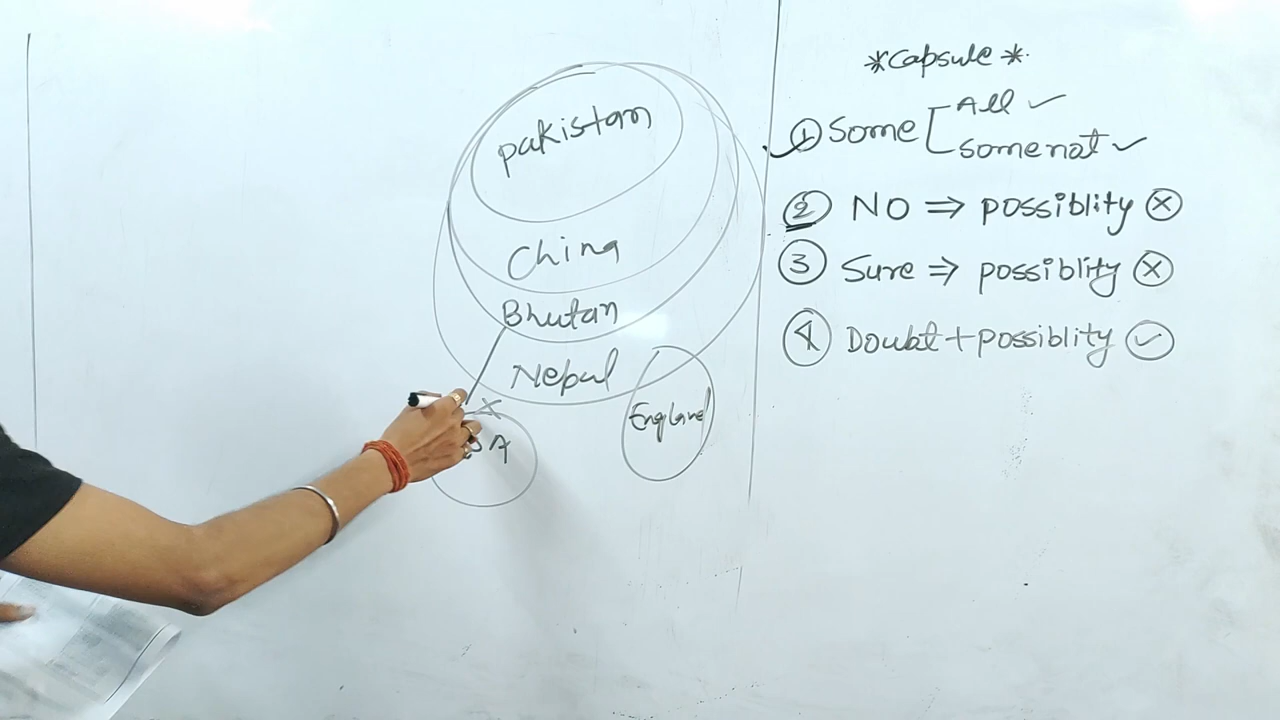 pakistan
China
Bhutan
Nepal
England
A
*Capsule*
① Some [ All ✓
some not ✓
② NO ⇒ possiblity ⓧ
③ Sure ⇒ possiblity ⓧ
④ Doubt + possiblity ✓